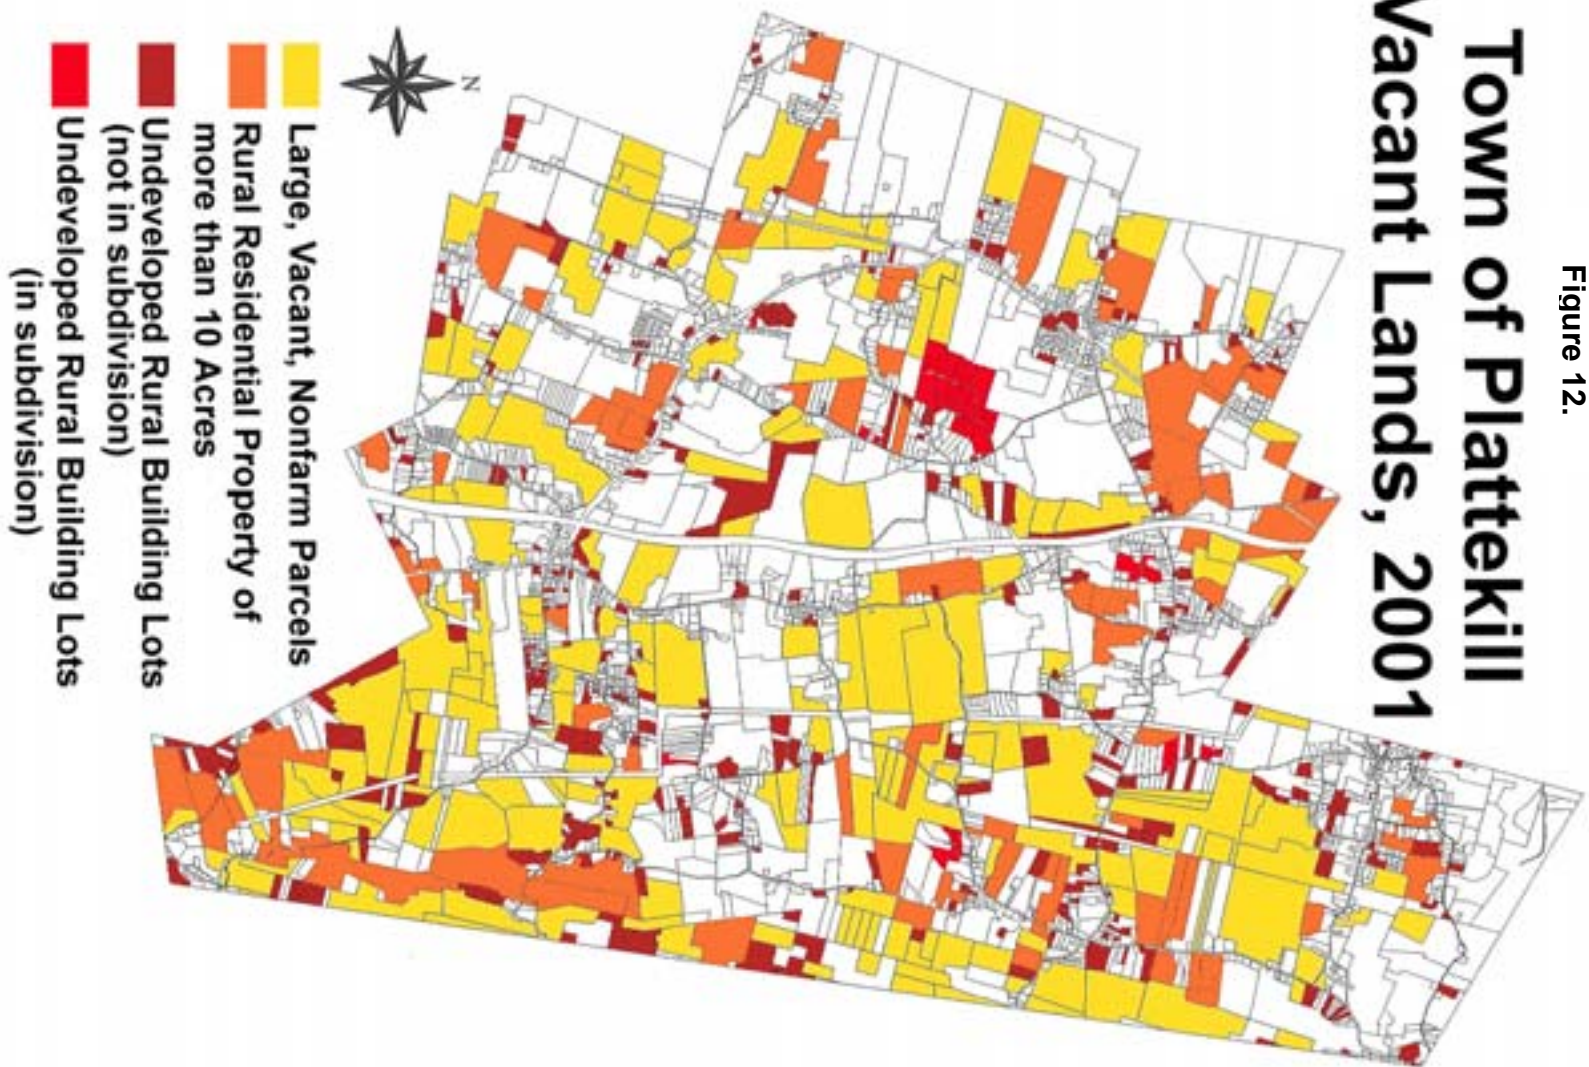 Figure 12.
Town of Plattekill
Vacant Lands, 2001
N
Large, Vacant, Nonfarm Parcels
Rural Residential Property of
more than 10 Acres
Undeveloped Rural Building Lots
(not in subdivision)
Undeveloped Rural Building Lots
(in subdivision)